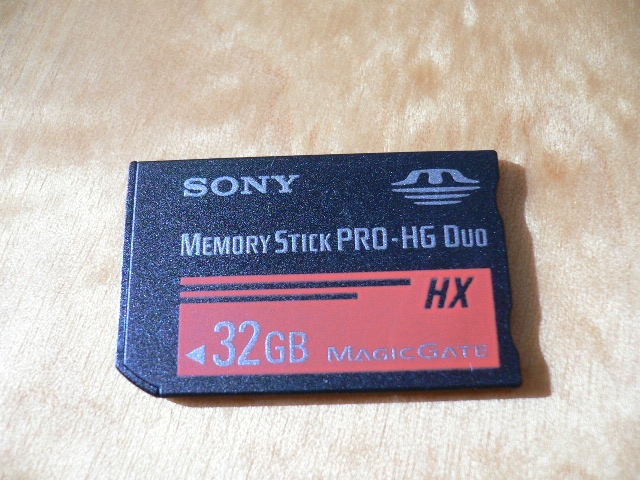 SONY
MEMORY STICK PRO-HG DUO
HX
32GB MAGICGATE